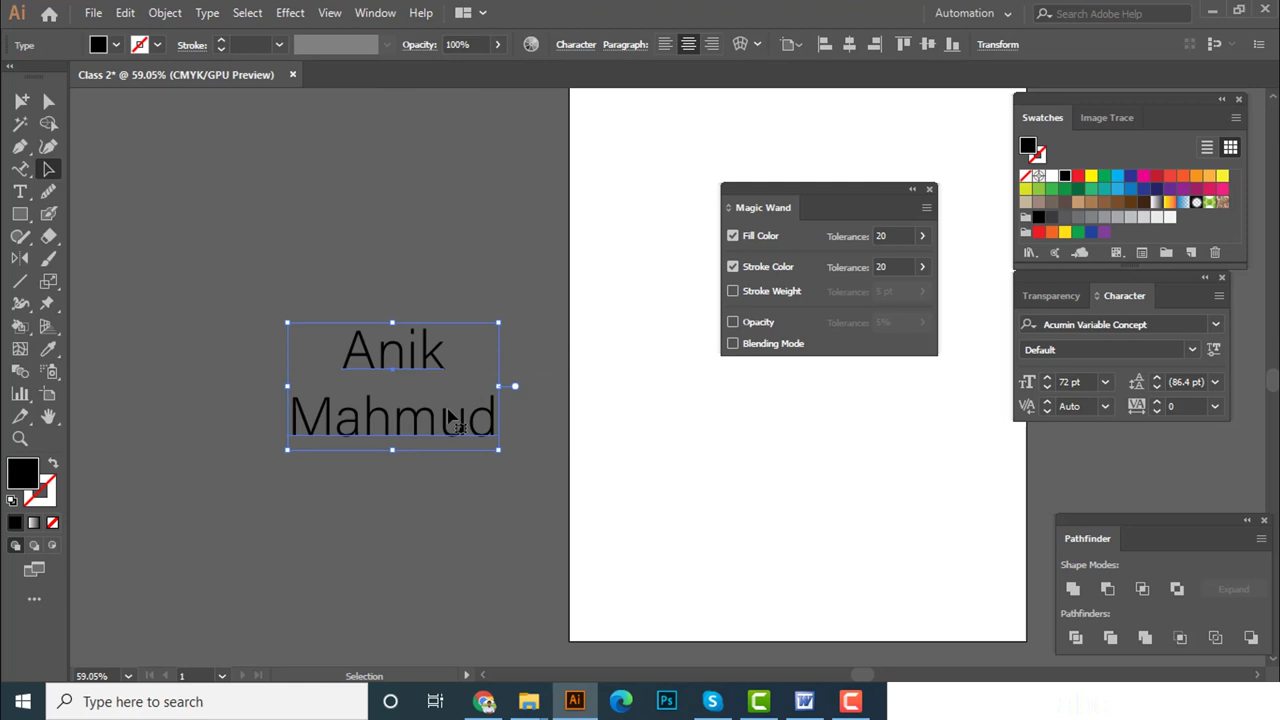 Ai File Edit Object Type Select Effect View Window Help Automation Search Adobe Help
Type Stroke: Opacity: 100% Character Paragraph: Transform
Class 2* @ 59.05% (CMYK/GPU Preview) ×
Swatches Image Trace
Magic Wand
Fill Color Tolerance: 20
Stroke Color Tolerance: 20
Stroke Weight Tolerance: 5 pt
Opacity Tolerance: 5%
Blending Mode
Transparency Character
Acumin Variable Concept
Default
72 pt (86.4 pt)
Auto 0
Anik
Mahmud
Pathfinder
Shape Modes:
Expand
Pathfinders:
59.05% 1 Selection
Type here to search